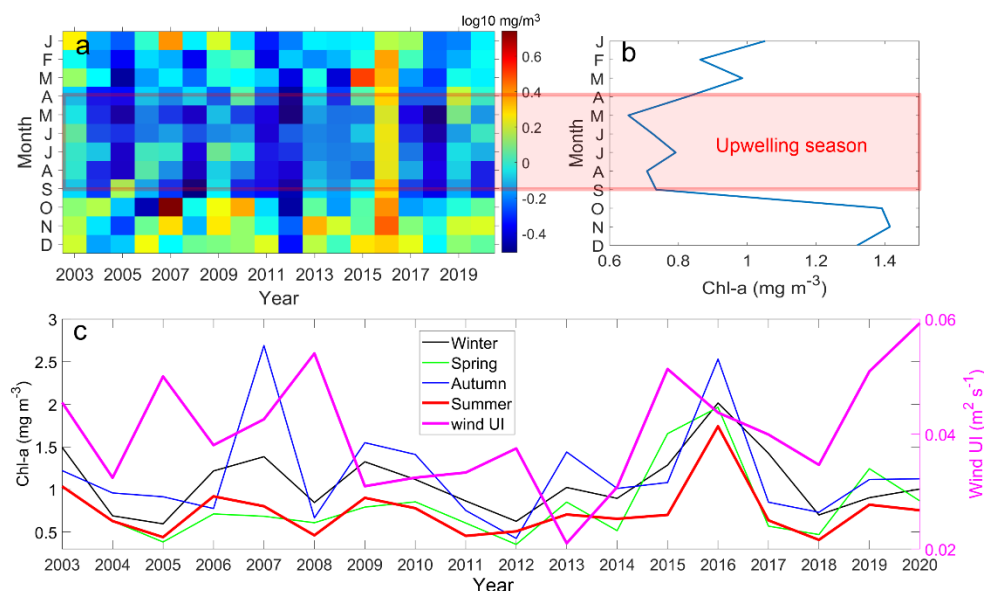 log10 mg/m³
a
J
F
M
A
M
J
J
A
S
O
N
D
Month
2003 2005 2007 2009 2011 2013 2015 2017 2019
Year
0.6
0.4
0.2
0
-0.2
-0.4
b
J
F
M
A
M
J
J
A
S
O
N
D
Month
Upwelling season
0.6 0.8 1 1.2 1.4
Chl-a (mg m⁻³)
c
3
2.5
2
1.5
1
0.5
Chl-a (mg m⁻³)
Winter
Spring
Autumn
Summer
wind UI
0.06
0.04
0.02
Wind UI (m² s⁻¹)
2003 2004 2005 2006 2007 2008 2009 2010 2011 2012 2013 2014 2015 2016 2017 2018 2019 2020
Year